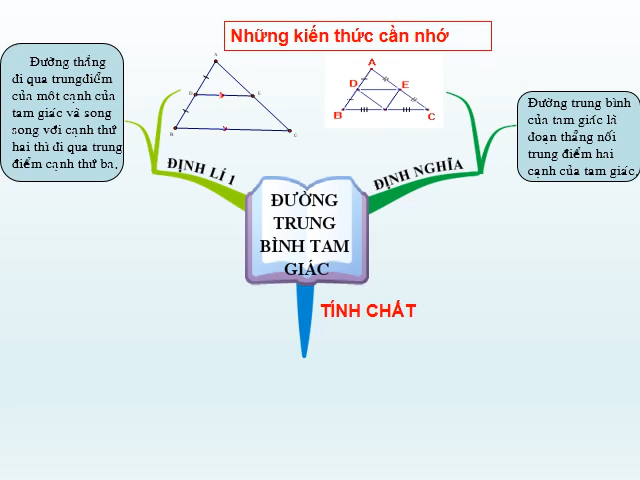 Những kiến thức cần nhớ
Đường thẳng
đi qua trung điểm
của một cạnh của
tam giác và song
song với cạnh thứ
hai thì đi qua trung
điểm cạnh thứ ba.
A
D
E
B
C
A
D
E
B
C
Đường trung bình
của tam giác là
đoạn thẳng nối
trung điểm hai
cạnh của tam giác
ĐỊNH LÍ 1
ĐỊNH NGHĨA
ĐƯỜNG
TRUNG
BÌNH TAM
GIÁC
TÍNH CHẤT